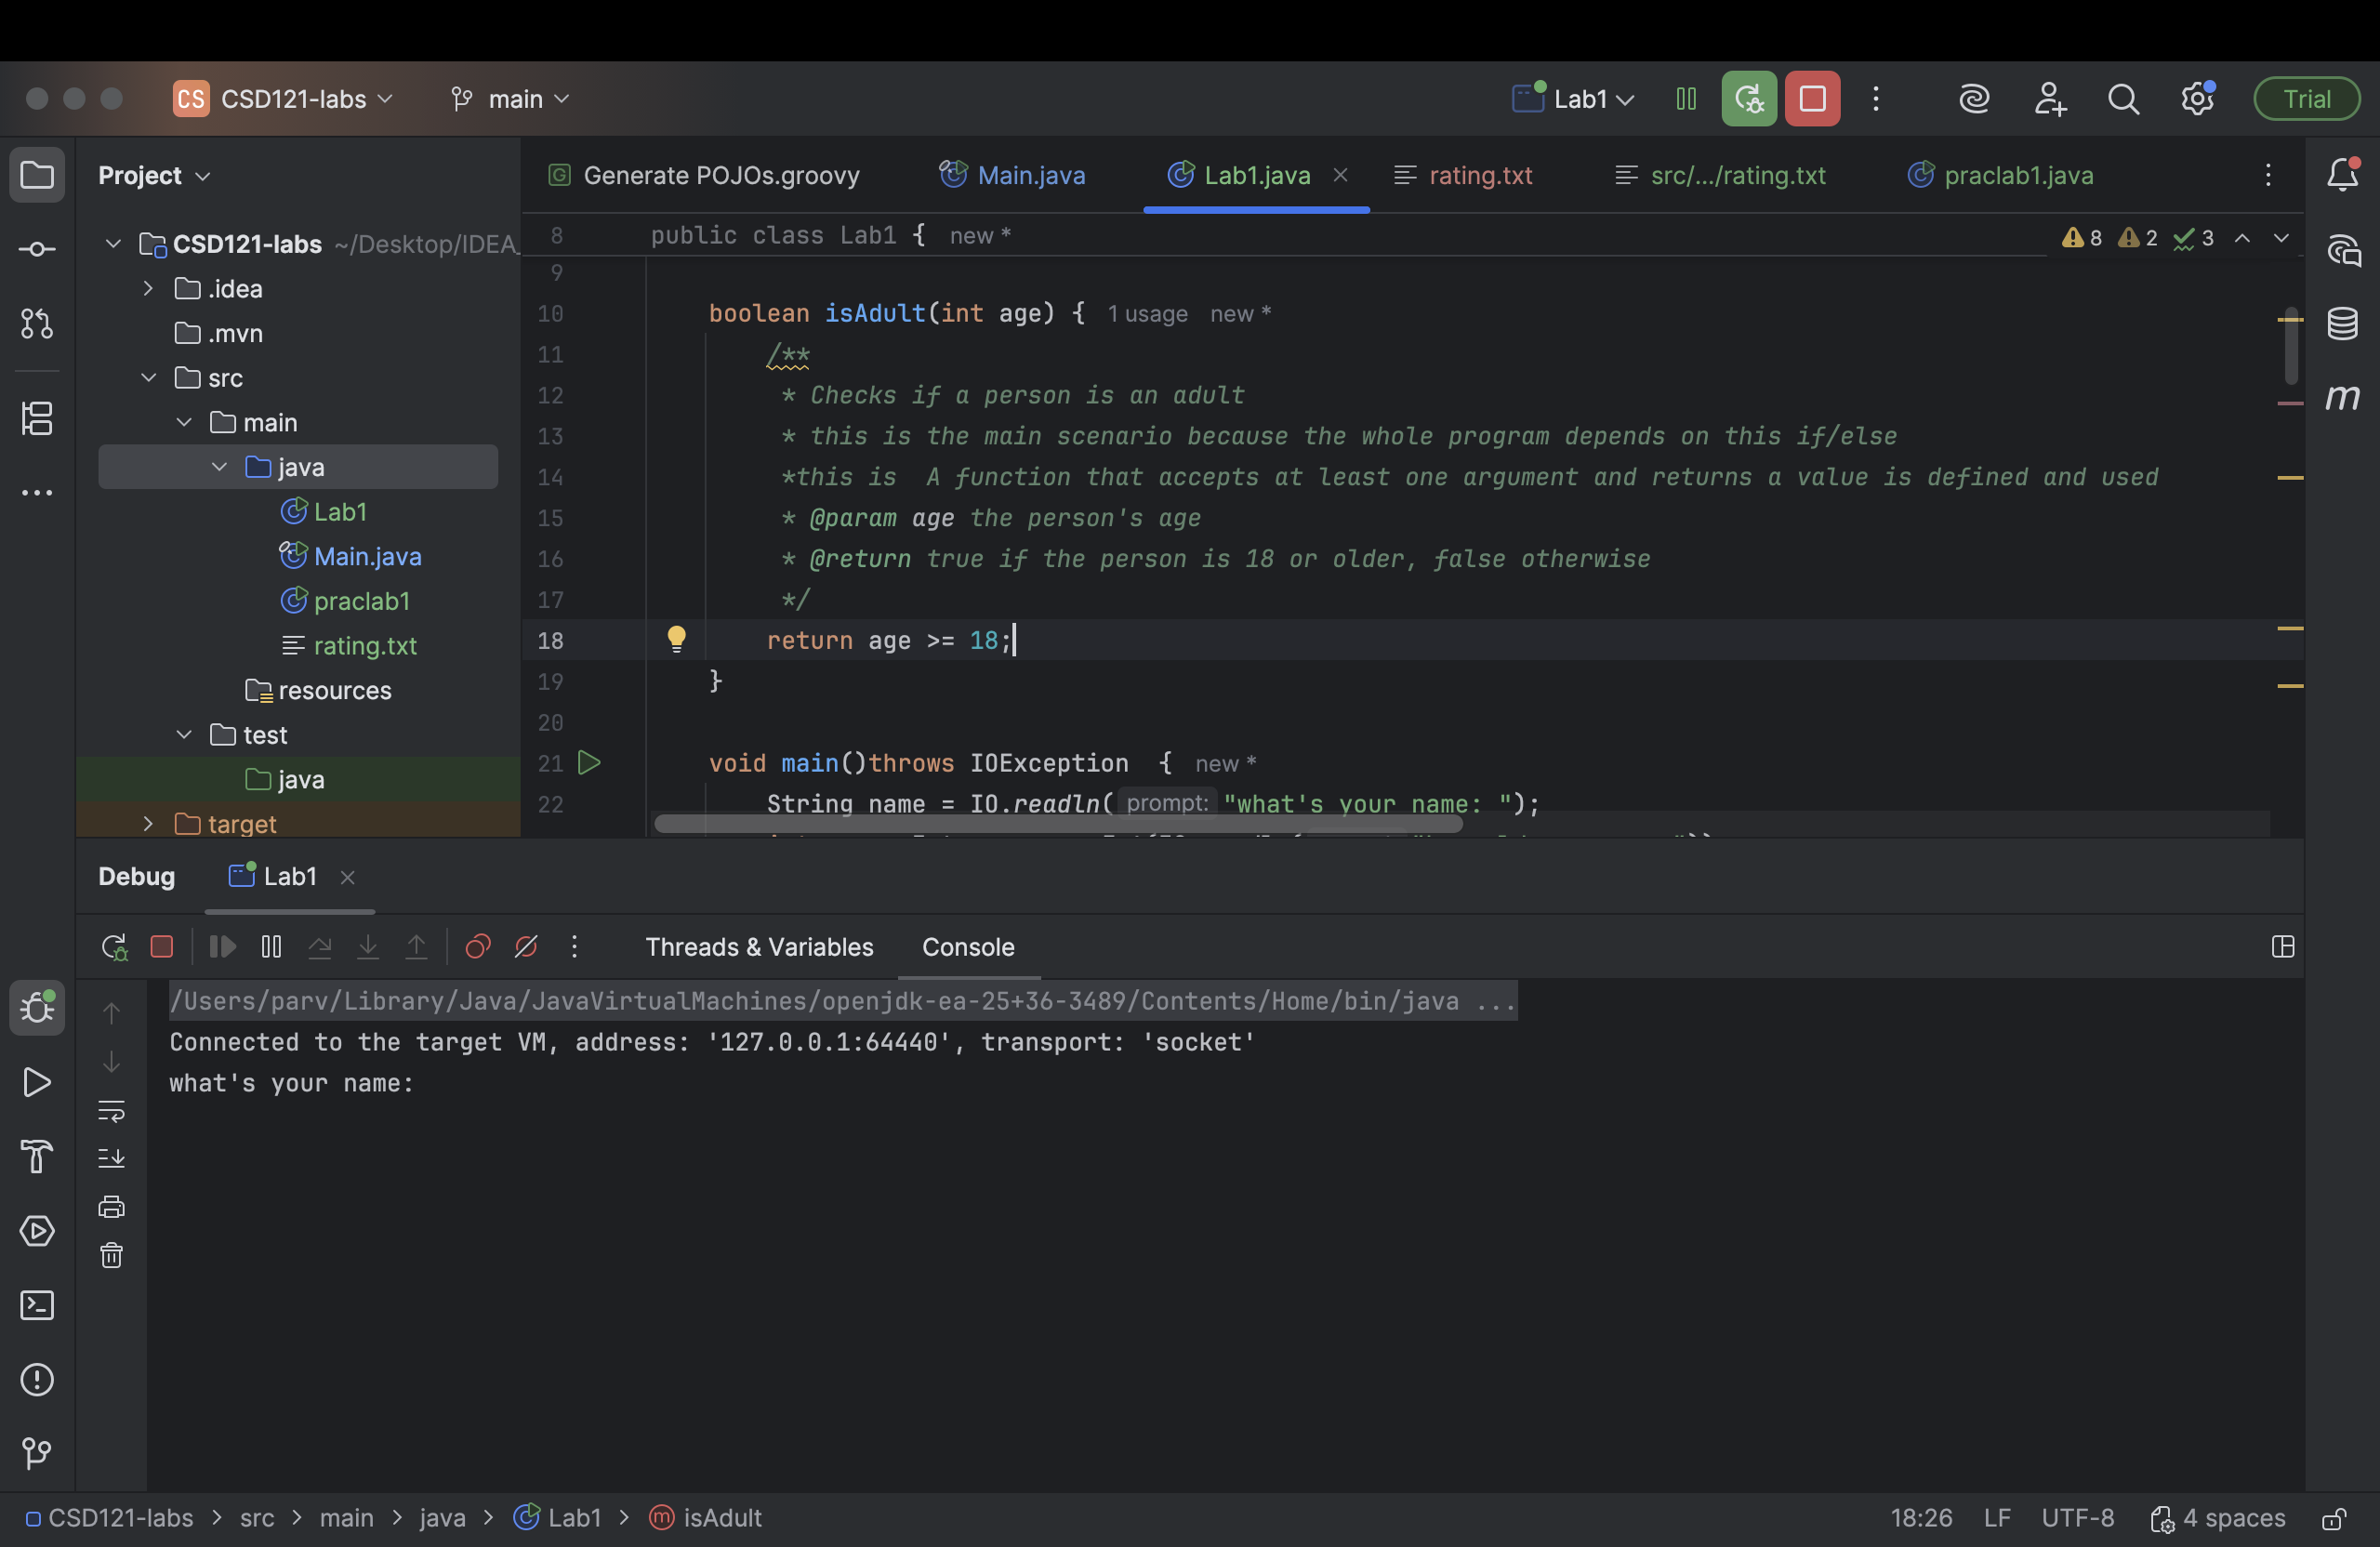 CS CSD121-labs main Lab1 Trial
Project
Generate POJOs.groovy Main.java Lab1.java rating.txt src/.../rating.txt praclab1.java
CSD121-labs ~/Desktop/IDEA_
.idea
.mvn
src
main
java
Lab1
Main.java
praclab1
rating.txt
resources
test
java
target
8 public class Lab1 { new *
8 2 3
9
10 boolean isAdult(int age) { 1 usage new *
11 /**
12 * Checks if a person is an adult
13 * this is the main scenario because the whole program depends on this if/else
14 *this is  A function that accepts at least one argument and returns a value is defined and used
15 * @param age the person's age
16 * @return true if the person is 18 or older, false otherwise
17 */
18 return age >= 18;
19 }
20
21 void main()throws IOException  { new *
22 String name = IO.readln( prompt: "what's your name: ");
Debug Lab1
Threads & Variables Console
/Users/parv/Library/Java/JavaVirtualMachines/openjdk-ea-25+36-3489/Contents/Home/bin/java ...
Connected to the target VM, address: '127.0.0.1:64440', transport: 'socket'
what's your name:
CSD121-labs > src > main > java > Lab1 > m isAdult
18:26 LF UTF-8 4 spaces